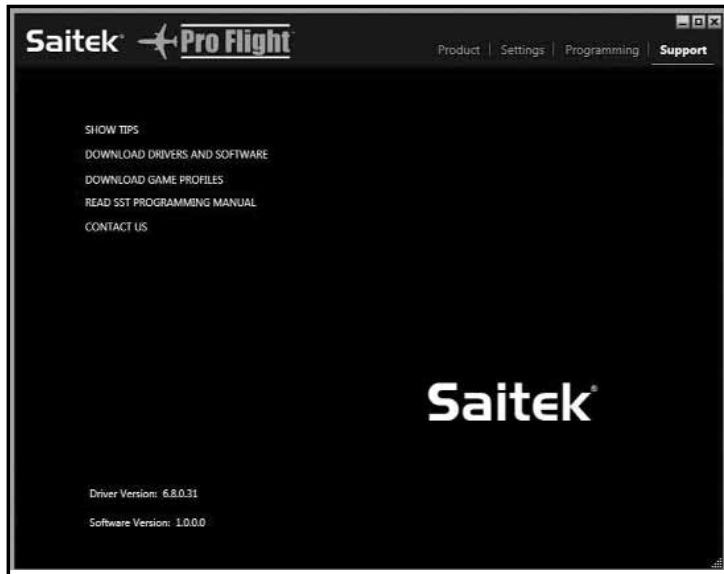 Saitek® Pro Flight
Product | Settings | Programming | Support
SHOW TIPS
DOWNLOAD DRIVERS AND SOFTWARE
DOWNLOAD GAME PROFILES
READ SST PROGRAMMING MANUAL
CONTACT US
Saitek®
Driver Version: 6.8.0.31
Software Version: 1.0.0.0